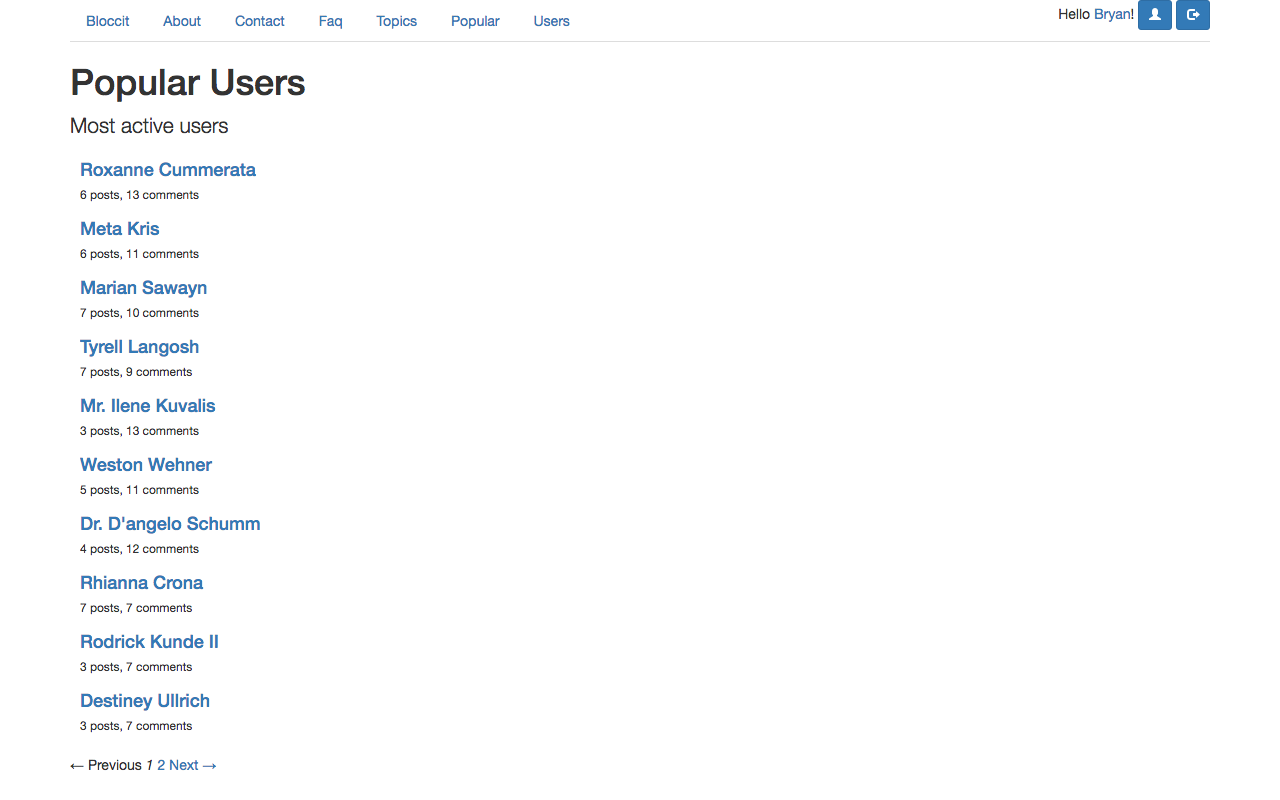 Bloccit About Contact Faq Topics Popular Users Hello Bryan!
Popular Users
Most active users
Roxanne Cummerata
6 posts, 13 comments
Meta Kris
6 posts, 11 comments
Marian Sawayn
7 posts, 10 comments
Tyrell Langosh
7 posts, 9 comments
Mr. Ilene Kuvalis
3 posts, 13 comments
Weston Wehner
5 posts, 11 comments
Dr. D'angelo Schumm
4 posts, 12 comments
Rhianna Crona
7 posts, 7 comments
Rodrick Kunde II
3 posts, 7 comments
Destiney Ullrich
3 posts, 7 comments
← Previous 1 2 Next →